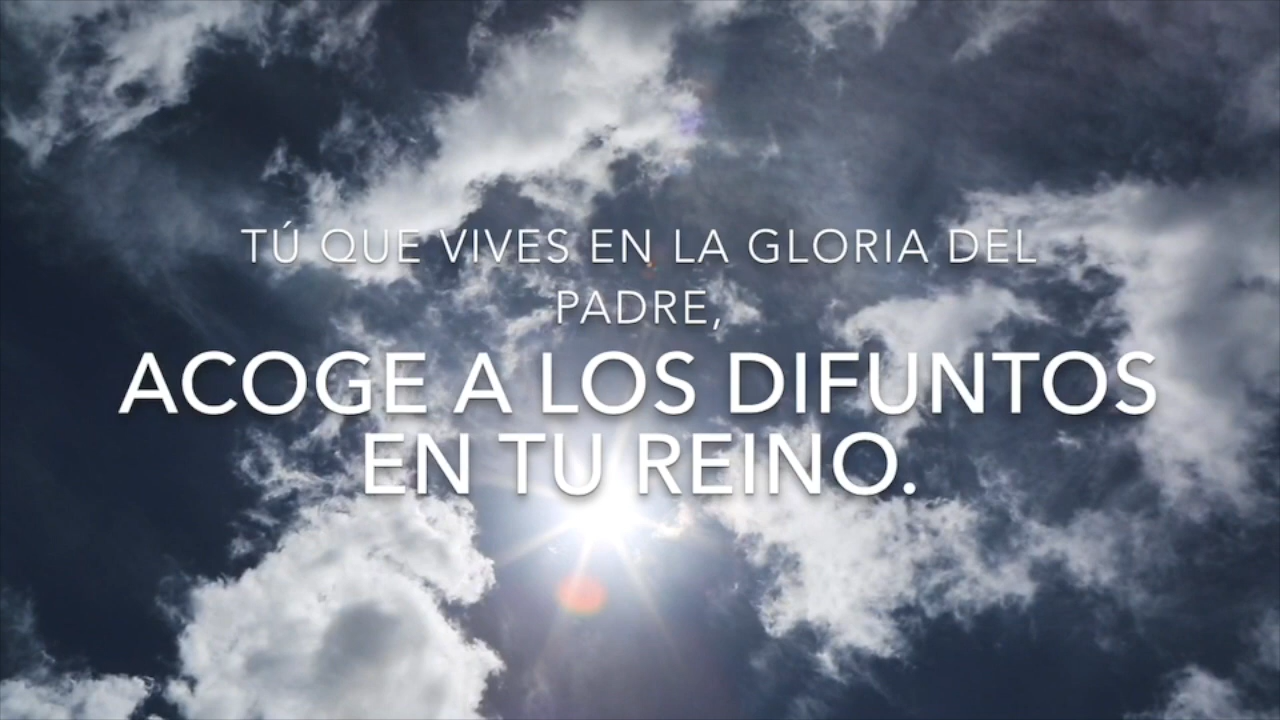 TÚ QUE VIVES EN LA GLORIA DEL
PADRE,
ACOGE A LOS DIFUNTOS
EN TU REINO.